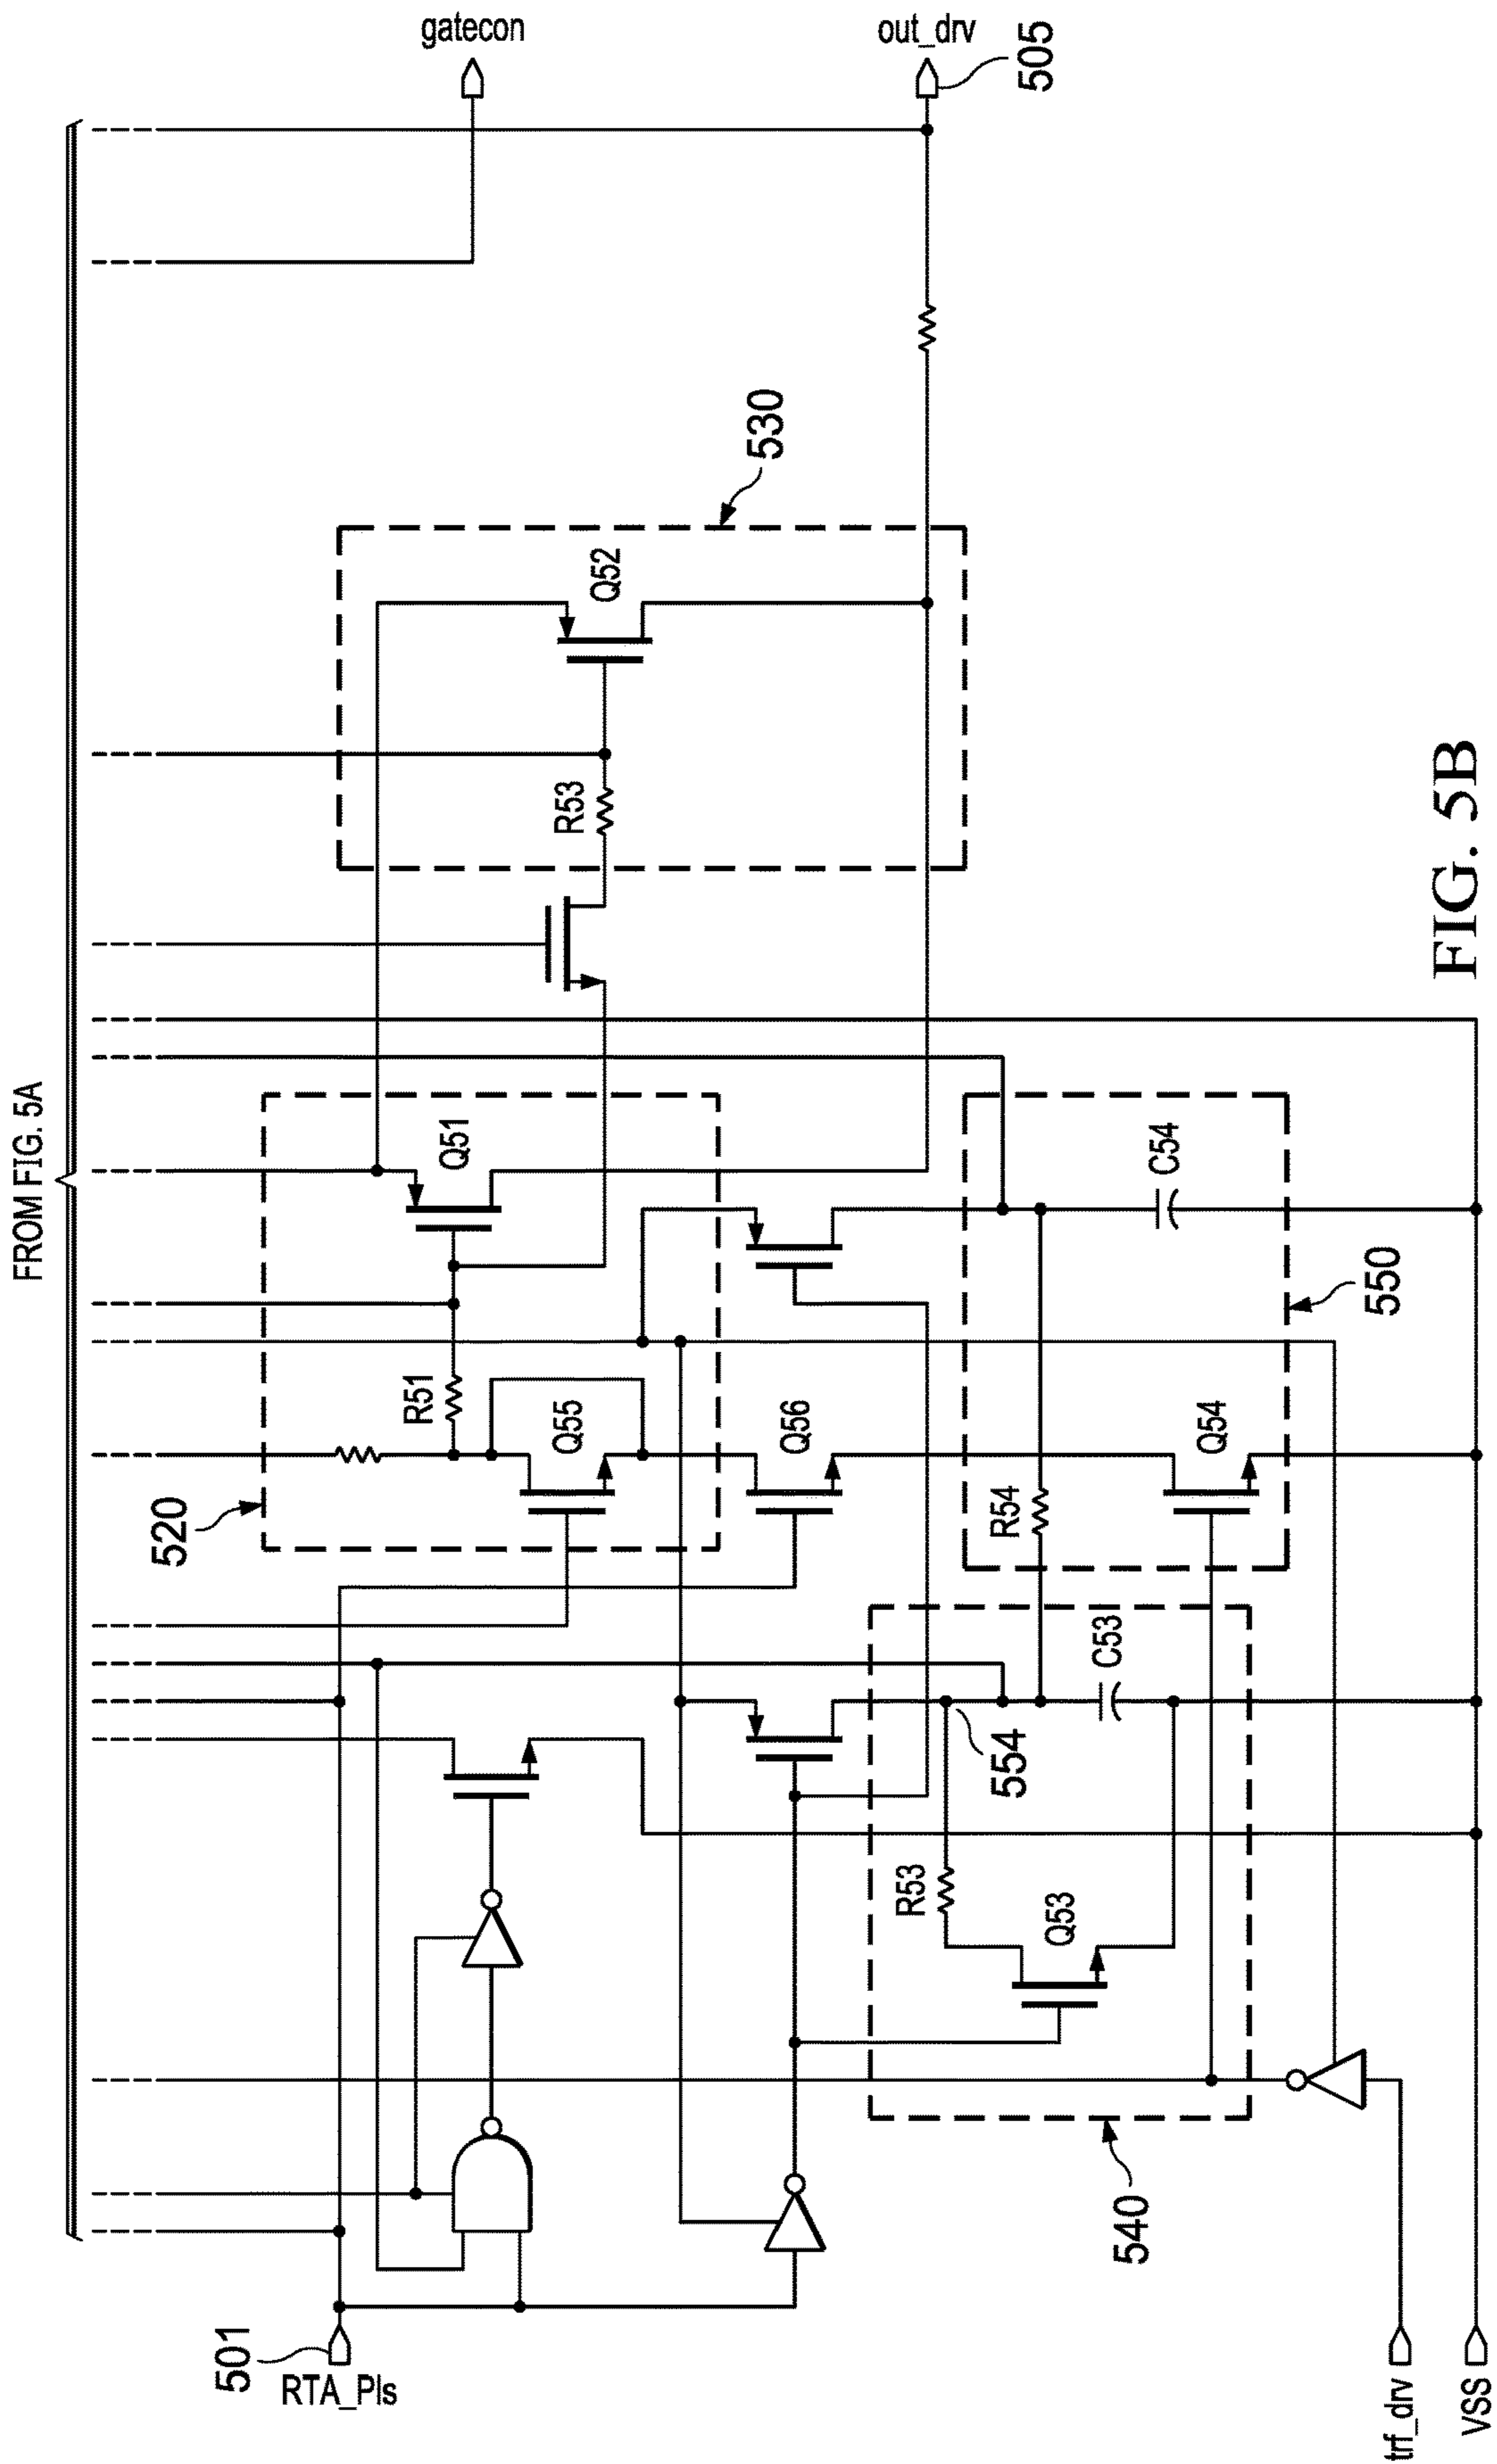 FROM FIG. 5A
gatecon
out_drv
505
530
Q52
R53
Q51
520
R51
Q55
Q56
C54
550
R54
Q54
C53
554
R53
Q53
540
501
RTA_Pls
trf_drv
VSS
FIG. 5B